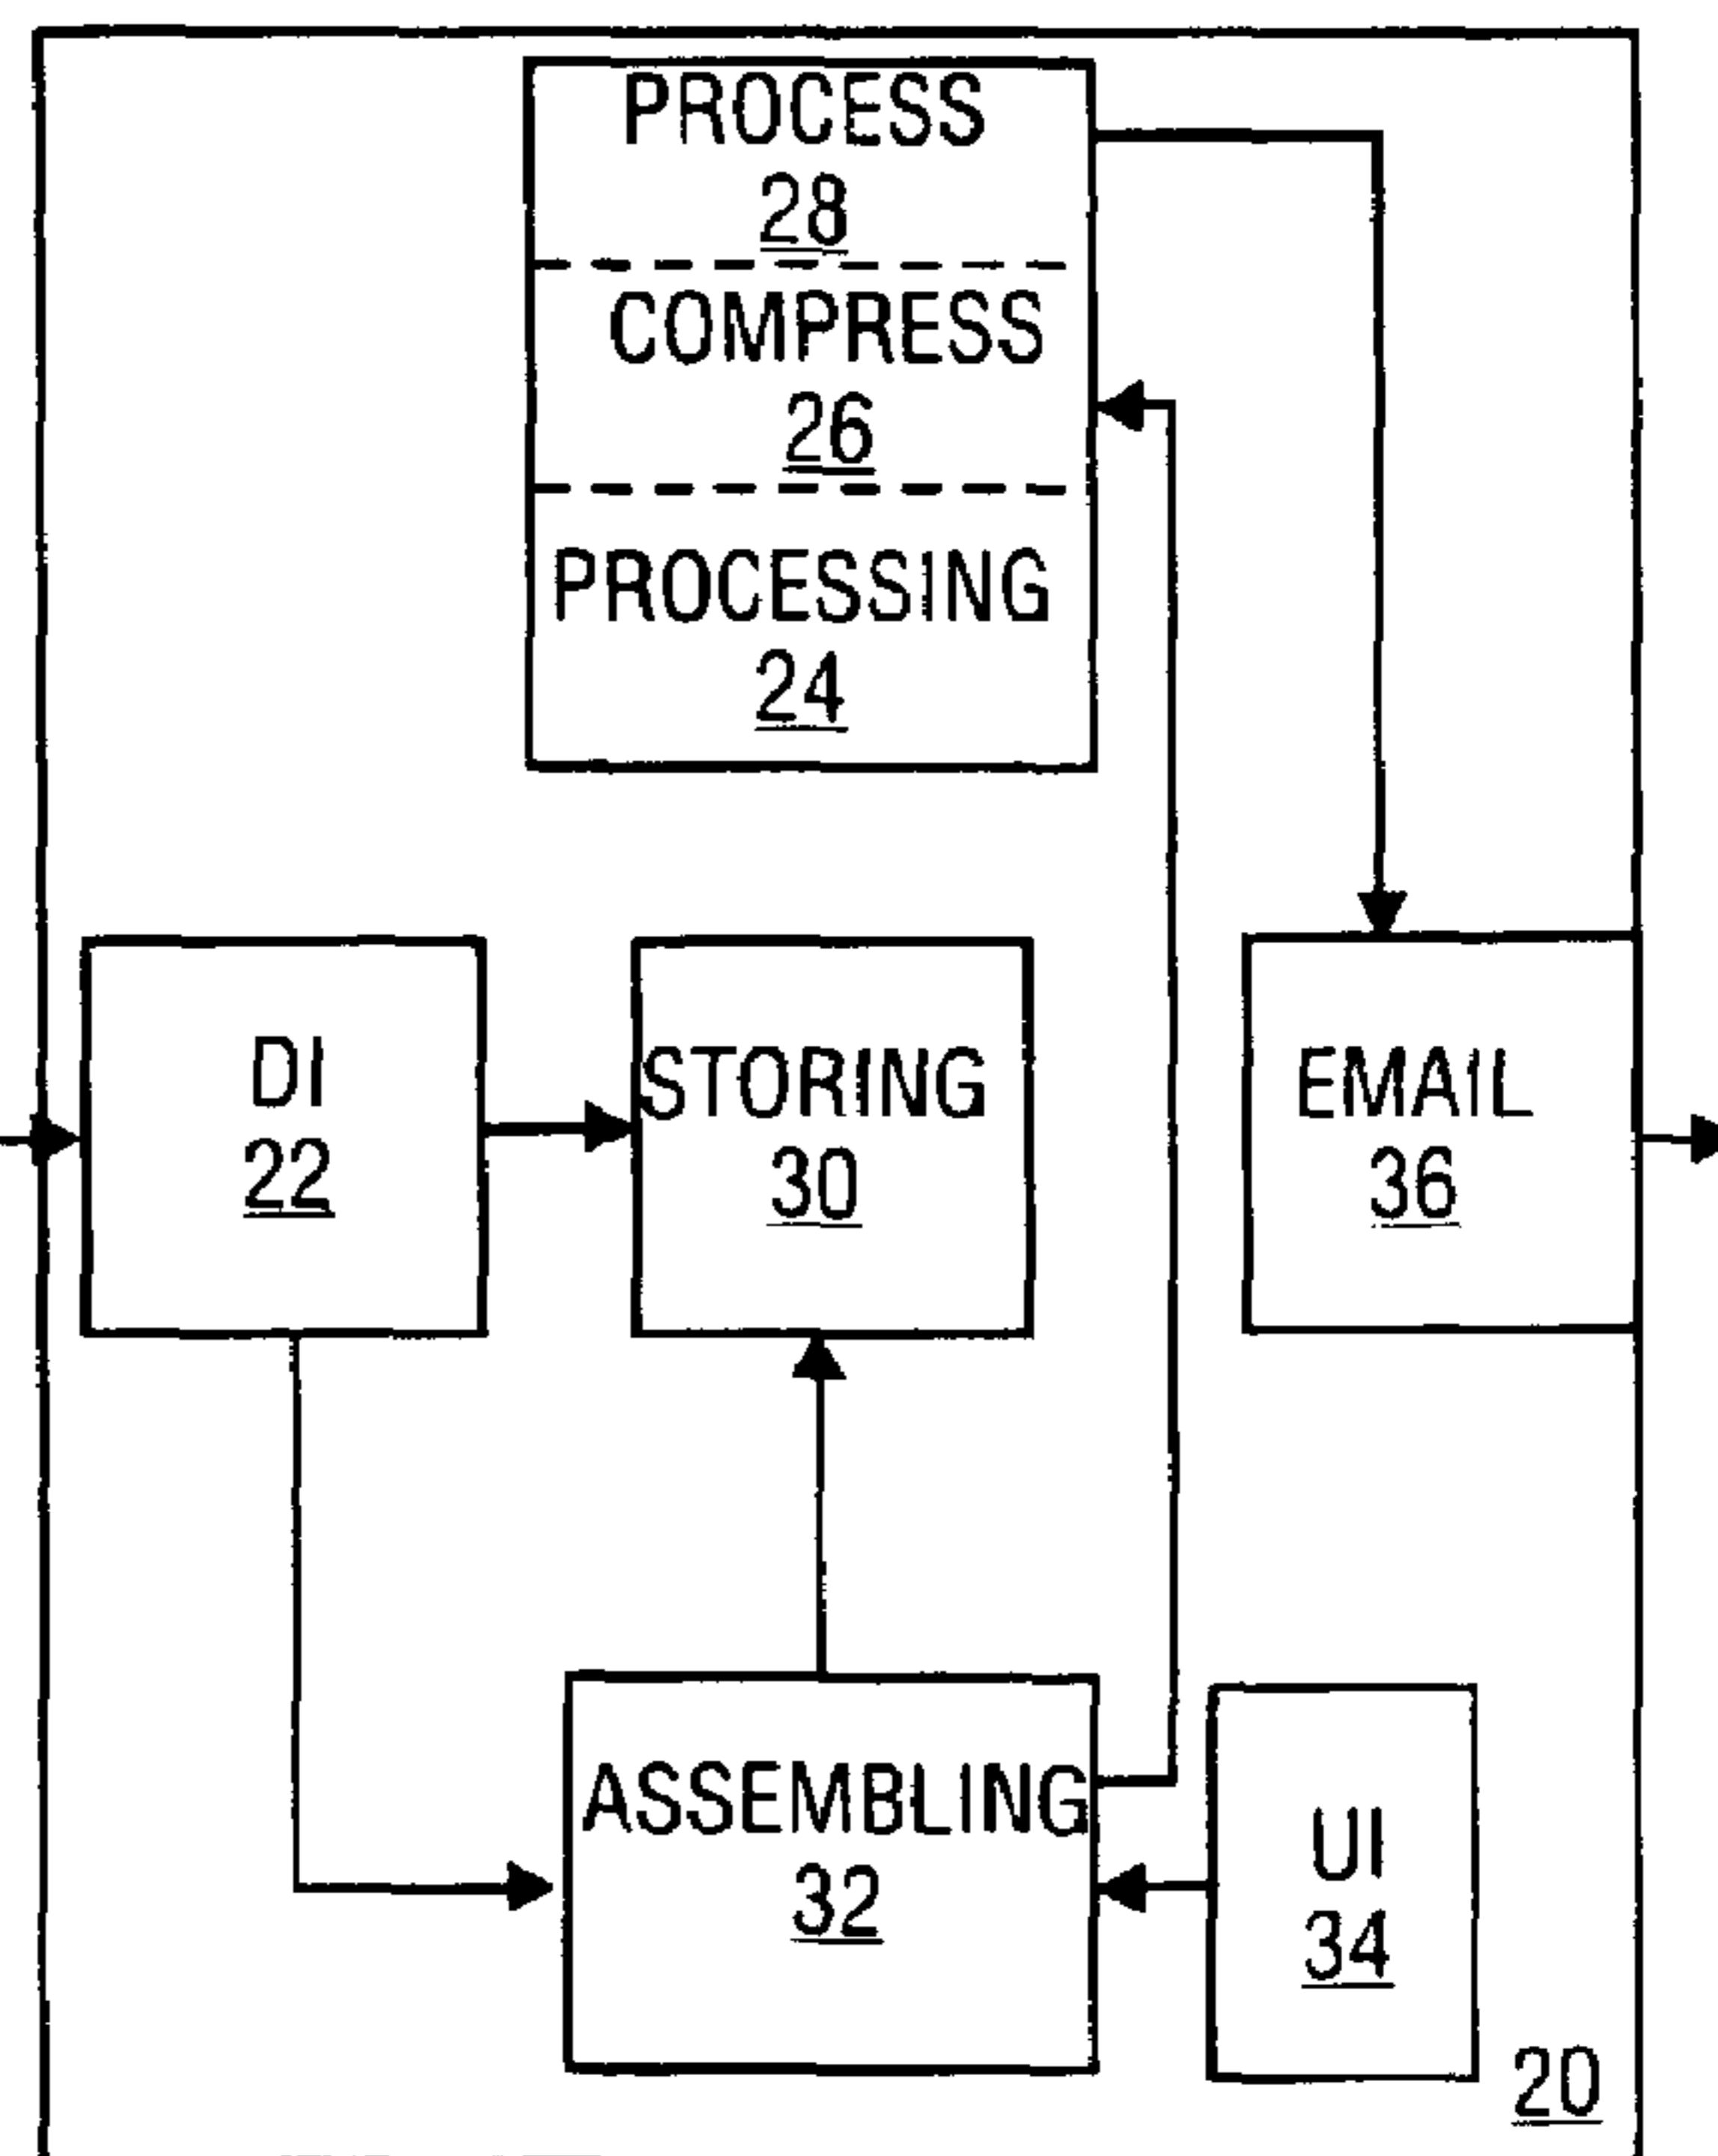 PROCESS
28
COMPRESS
26
PROCESSING
24
DI
22
STORING
30
EMAIL
36
ASSEMBLING
32
UI
34
20